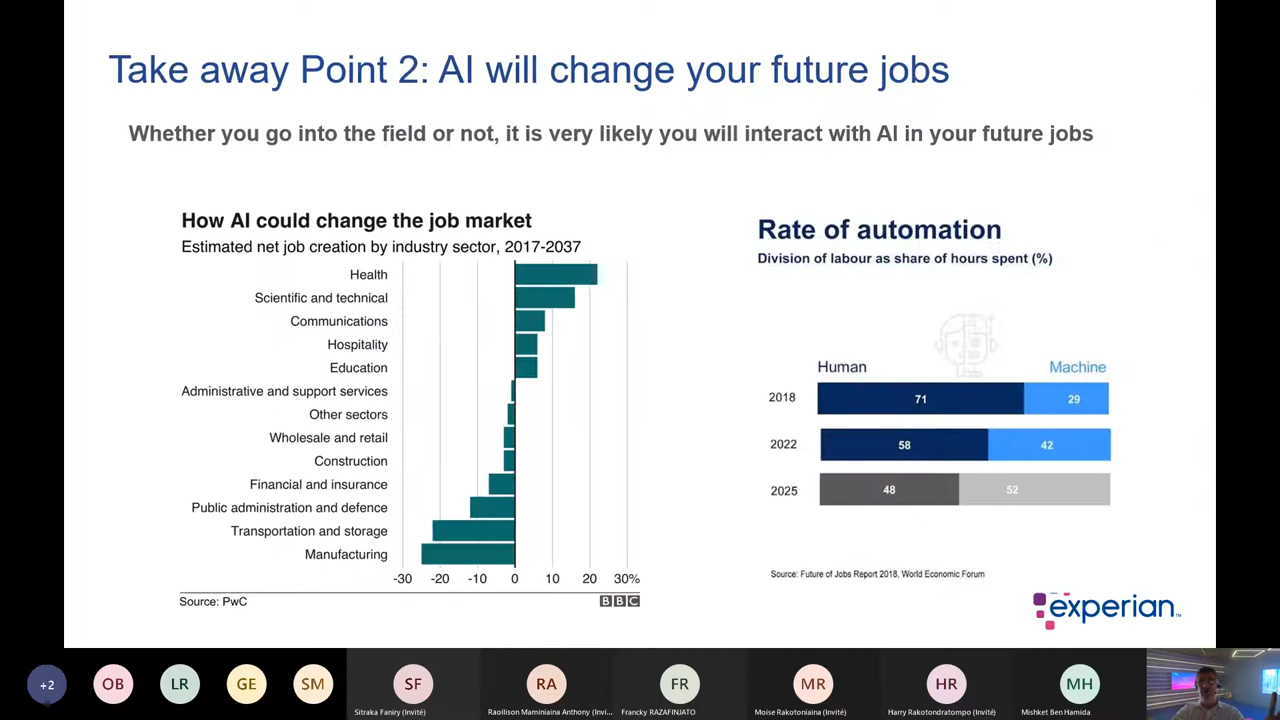 Take away Point 2: AI will change your future jobs
Whether you go into the field or not, it is very likely you will interact with AI in your future jobs
How AI could change the job market
Estimated net job creation by industry sector, 2017-2037
Health
Scientific and technical
Communications
Hospitality
Education
Administrative and support services
Other sectors
Wholesale and retail
Construction
Financial and insurance
Public administration and defence
Transportation and storage
Manufacturing
-30 -20 -10 0 10 20 30%
Source: PwC
BBC
Rate of automation
Division of labour as share of hours spent (%)
Human Machine
2018 71 29
2022 58 42
2025 48 52
Source: Future of Jobs Report 2018, World Economic Forum
experian™
+2 OB LR GE SM SF RA FR MR HR MH
Sitraka Faniry (Invité) Raoilison Maminiaina Anthony (Invi... Francky RAZAFINJATO Moise Rakotoniaina (Invité) Harry Rakotondratompo (Invité) Mishket Ben Hamida